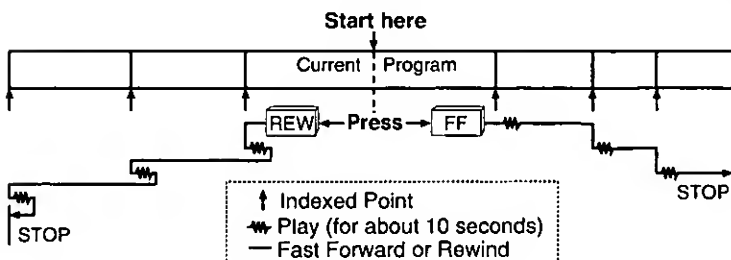 Start here
Current Program
REW Press FF
STOP
STOP
Indexed Point
Play (for about 10 seconds)
Fast Forward or Rewind